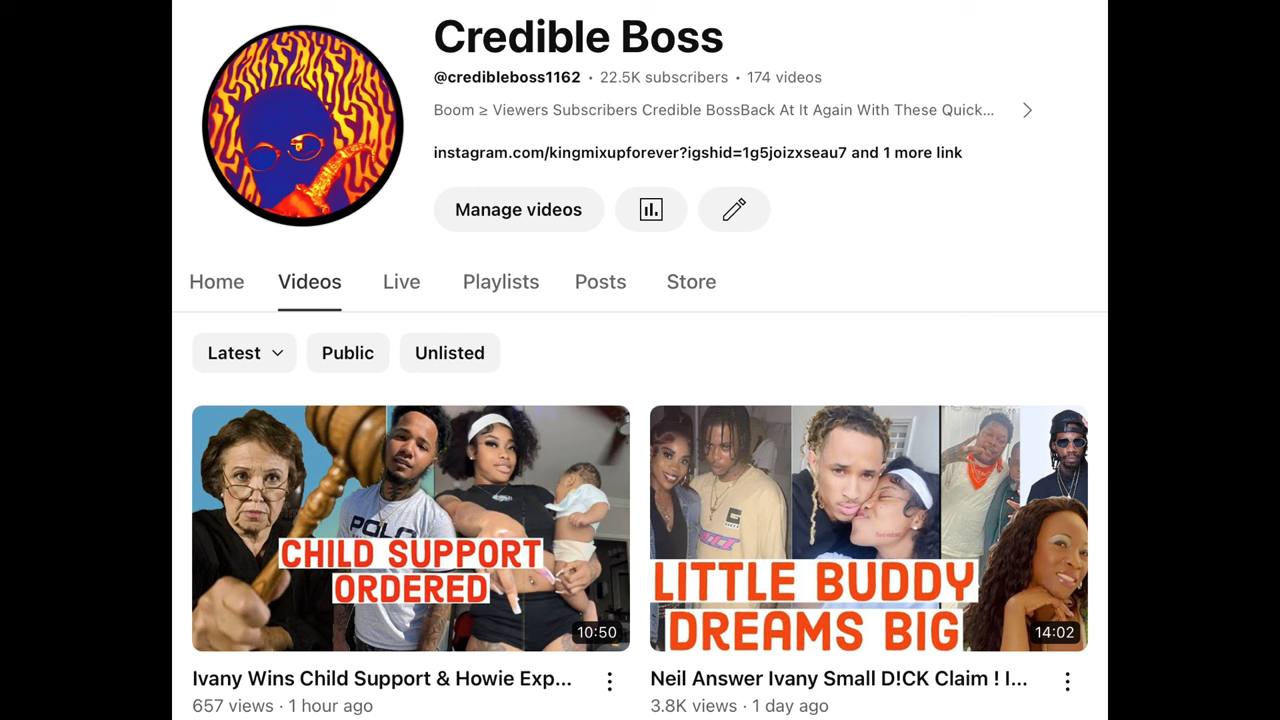 Credible Boss
@credibleboss1162 • 22.5K subscribers • 174 videos
Boom ≥ Viewers Subscribers Credible BossBack At It Again With These Quick...
instagram.com/kingmixupforever?igshid=1g5joizxseau7 and 1 more link
Manage videos
Home Videos Live Playlists Posts Store
Latest Public Unlisted
POLO
CHILD SUPPORT
ORDERED
10:50
LITTLE BUDDY
DREAMS BIG
14:02
Ivany Wins Child Support & Howie Exp...
657 views · 1 hour ago
Neil Answer Ivany Small D!CK Claim ! I...
3.8K views · 1 day ago